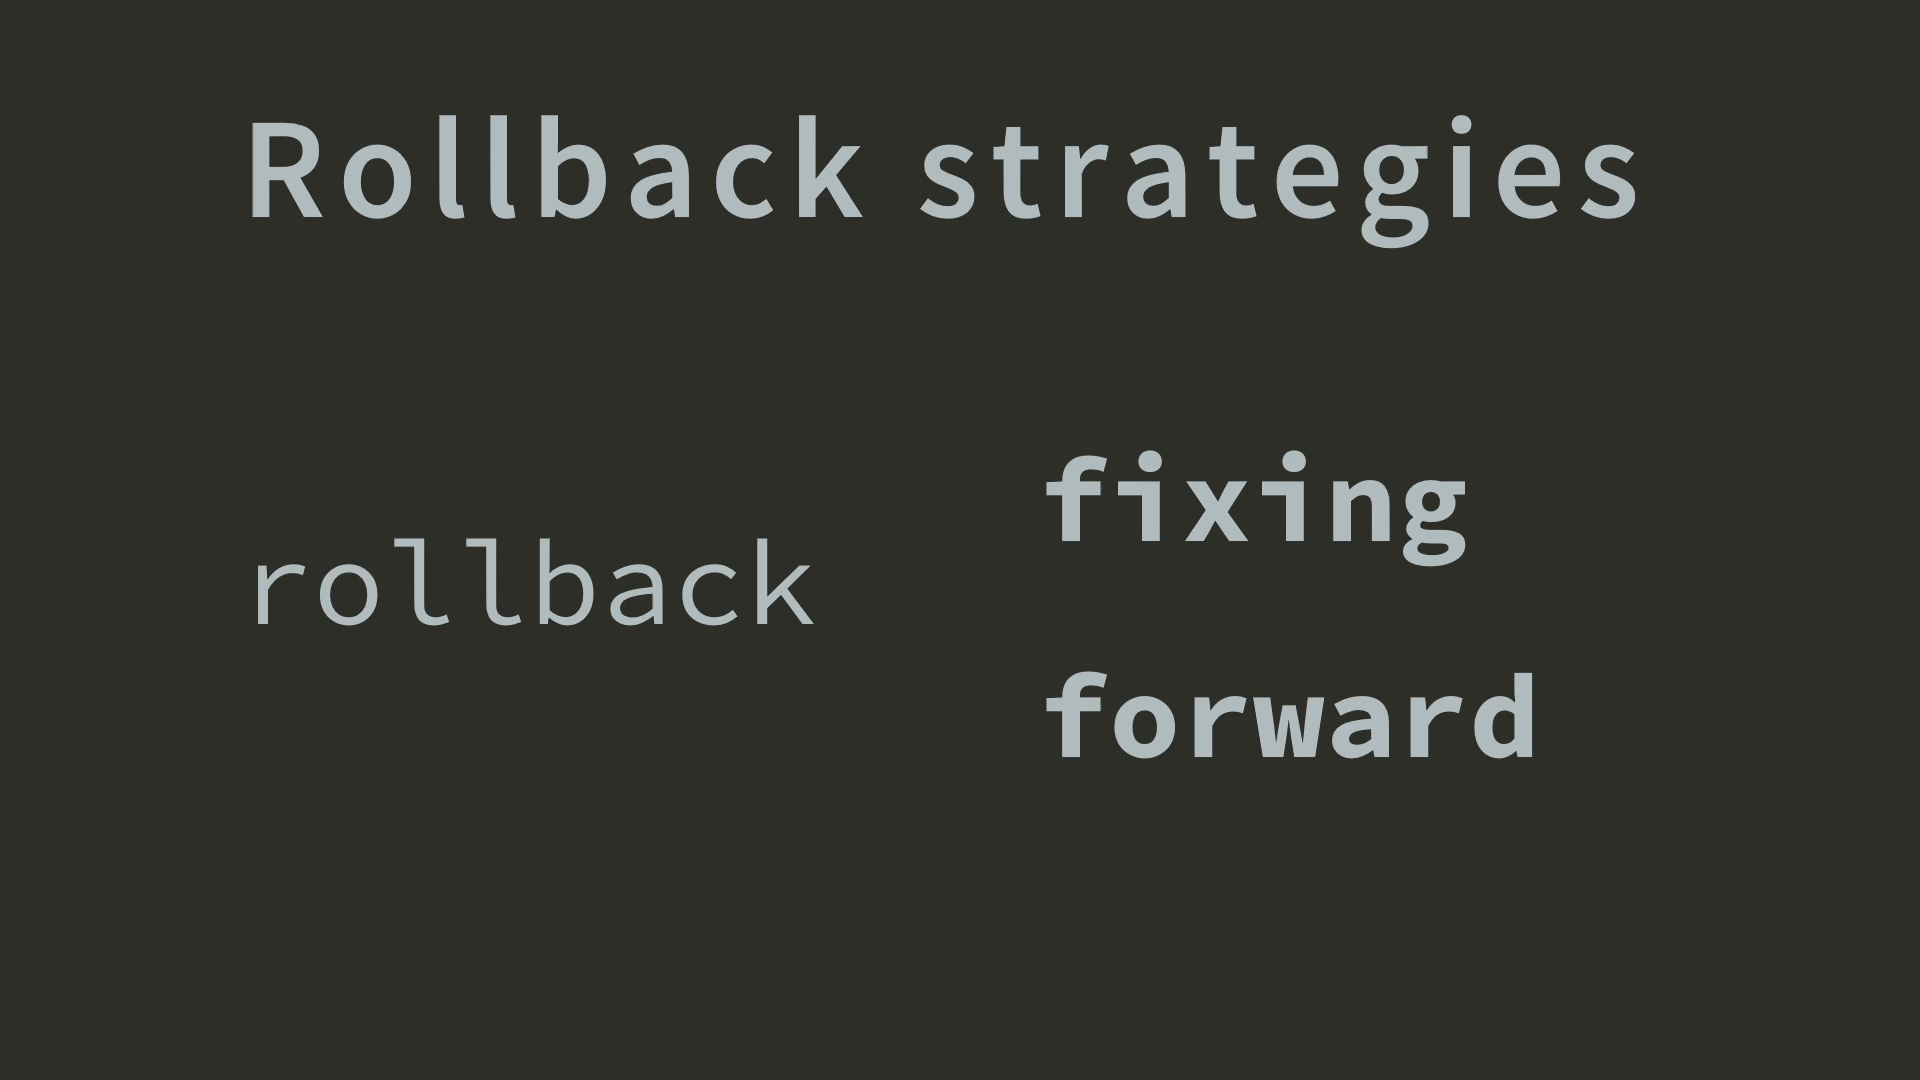 Rollback strategies
rollback
fixing
forward